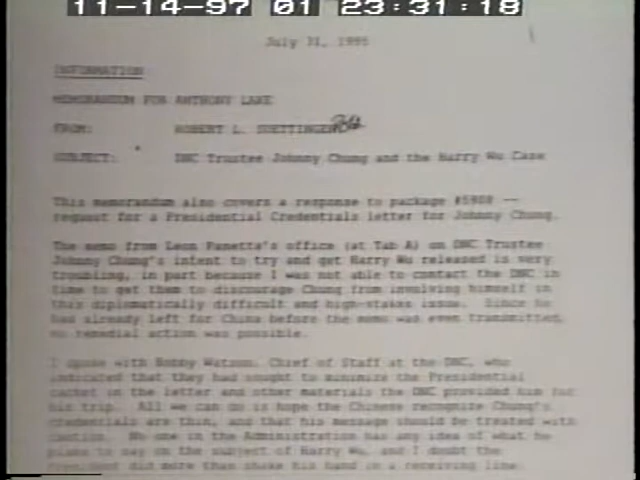 11-14-97 01 23:31:18
July 31, 1995
INFORMATION
MEMORANDUM FOR ANTHONY LAKE
FROM: ROBERT L. SUETTINGER
SUBJECT: DNC Trustee Johnny Chung and the Harry Wu Case
This memorandum also covers a response to package #5908 --
request for a Presidential Credentials letter for Johnny Chung.
The memo from Leon Panetta's office (at Tab A) on DNC Trustee
Johnny Chung's intent to try and get Harry Wu released is very
troubling, in part because I was not able to contact the DNC in
time to get them to discourage Chung from involving himself in
this diplomatically difficult and high-stakes issue. Since he
has already left for China before the memo was even transmitted,
no remedial action was possible.
I spoke with Bobby Watson, Chief of Staff at the DNC, who
indicated that they had sought to minimize the Presidential
cachet in the letter and other materials the DNC provided him for
his trip. All we can do is hope the Chinese recognize Chung's
credentials are thin, and that his message should be treated with
caution. No one in the Administration has any idea of what he
plans to say on the subject of Harry Wu, and I doubt the
President did more than shake his hand in a receiving line.